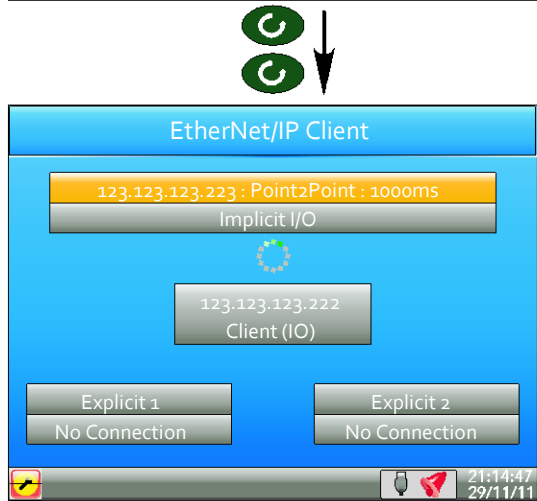 EtherNet/IP Client
123.123.123.223 : Point2Point : 1000ms
Implicit I/O
123.123.123.222
Client (IO)
Explicit 1
No Connection
Explicit 2
No Connection
21:14:47
29/11/11